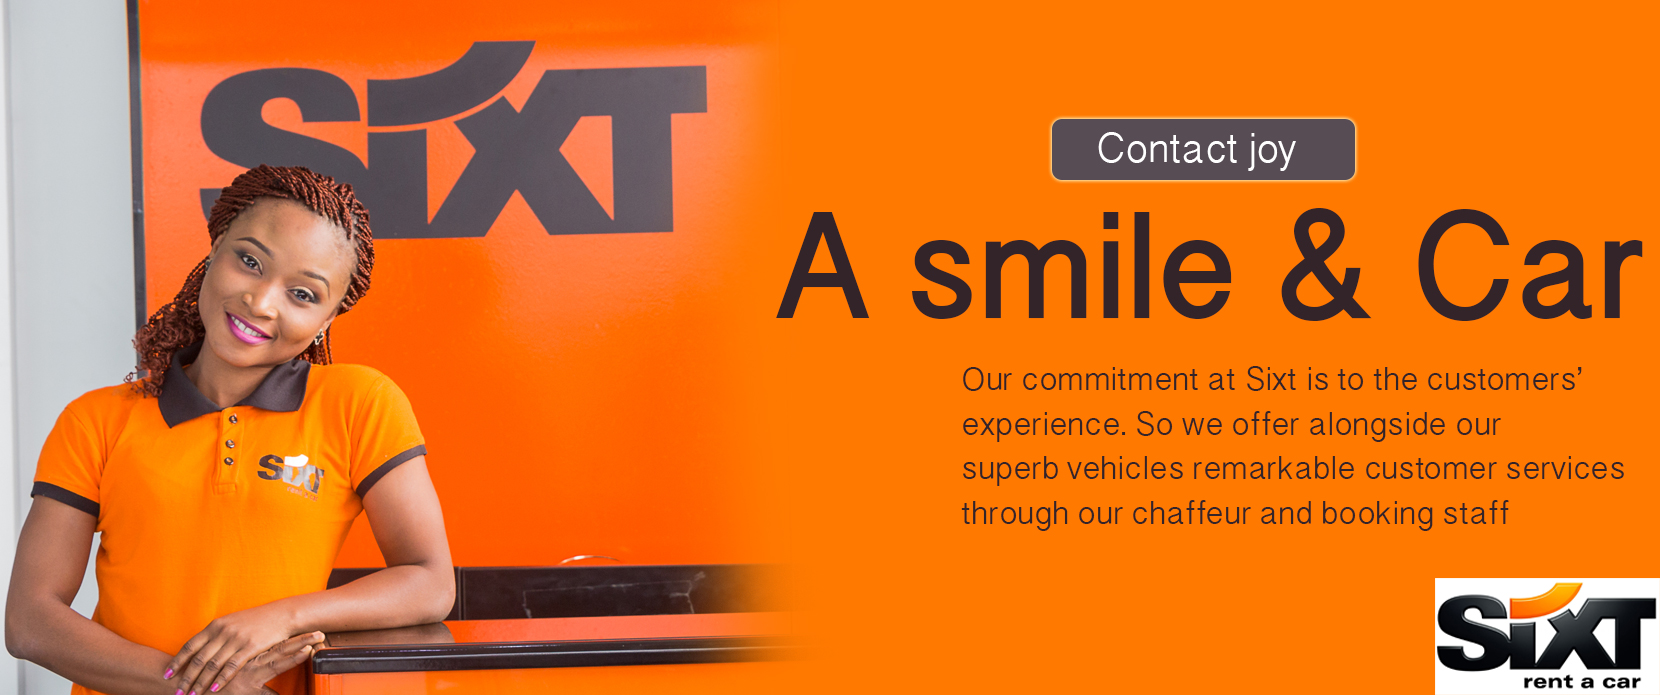 SIXT
SIXT
Contact joy
A smile & Car
Our commitment at Sixt is to the customers’
experience. So we offer alongside our
superb vehicles remarkable customer services
through our chaffeur and booking staff
SIXT
rent a car